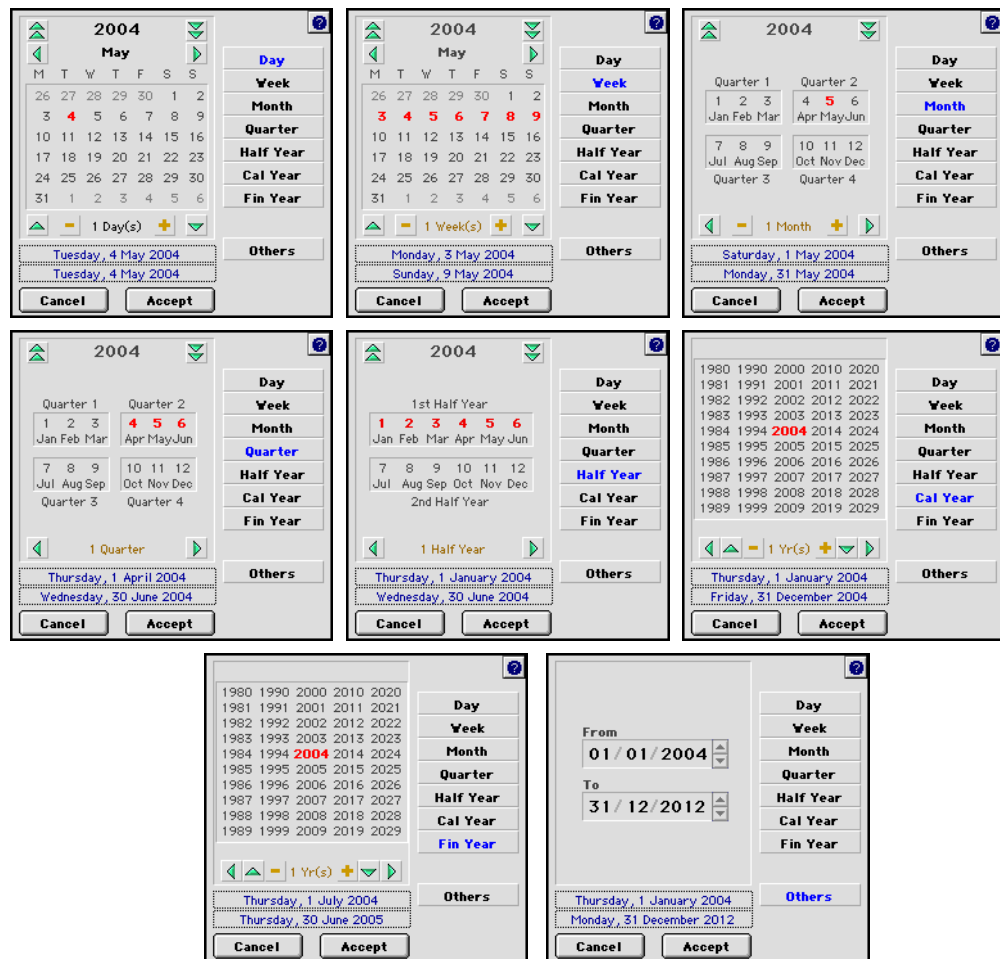 2004
May
M T W T F S S
26 27 28 29 30 1 2
3 4 5 6 7 8 9
10 11 12 13 14 15 16
17 18 19 20 21 22 23
24 25 26 27 28 29 30
31 1 2 3 4 5 6
1 Day(s)
Tuesday, 4 May 2004
Tuesday, 4 May 2004
Cancel Accept
?
Day
Week
Month
Quarter
Half Year
Cal Year
Fin Year
Others
2004
May
M T W T F S S
26 27 28 29 30 1 2
3 4 5 6 7 8 9
10 11 12 13 14 15 16
17 18 19 20 21 22 23
24 25 26 27 28 29 30
31 1 2 3 4 5 6
1 Week(s)
Monday, 3 May 2004
Sunday, 9 May 2004
Cancel Accept
?
Day
Week
Month
Quarter
Half Year
Cal Year
Fin Year
Others
2004
Quarter 1 Quarter 2
1 2 3 4 5 6
Jan Feb Mar Apr May Jun
7 8 9 10 11 12
Jul Aug Sep Oct Nov Dec
Quarter 3 Quarter 4
1 Month
Saturday, 1 May 2004
Monday, 31 May 2004
Cancel Accept
?
Day
Week
Month
Quarter
Half Year
Cal Year
Fin Year
Others
2004
Quarter 1 Quarter 2
1 2 3 4 5 6
Jan Feb Mar Apr May Jun
7 8 9 10 11 12
Jul Aug Sep Oct Nov Dec
Quarter 3 Quarter 4
1 Quarter
Thursday, 1 April 2004
Wednesday, 30 June 2004
Cancel Accept
?
Day
Week
Month
Quarter
Half Year
Cal Year
Fin Year
Others
2004
1st Half Year
1 2 3 4 5 6
Jan Feb Mar Apr May Jun
7 8 9 10 11 12
Jul Aug Sep Oct Nov Dec
2nd Half Year
1 Half Year
Thursday, 1 January 2004
Wednesday, 30 June 2004
Cancel Accept
?
Day
Week
Month
Quarter
Half Year
Cal Year
Fin Year
Others
1980 1990 2000 2010 2020
1981 1991 2001 2011 2021
1982 1992 2002 2012 2022
1983 1993 2003 2013 2023
1984 1994 2004 2014 2024
1985 1995 2005 2015 2025
1986 1996 2006 2016 2026
1987 1997 2007 2017 2027
1988 1998 2008 2018 2028
1989 1999 2009 2019 2029
1 Yr(s)
Thursday, 1 January 2004
Friday, 31 December 2004
Cancel Accept
?
Day
Week
Month
Quarter
Half Year
Cal Year
Fin Year
Others
1980 1990 2000 2010 2020
1981 1991 2001 2011 2021
1982 1992 2002 2012 2022
1983 1993 2003 2013 2023
1984 1994 2004 2014 2024
1985 1995 2005 2015 2025
1986 1996 2006 2016 2026
1987 1997 2007 2017 2027
1988 1998 2008 2018 2028
1989 1999 2009 2019 2029
1 Yr(s)
Thursday, 1 July 2004
Thursday, 30 June 2005
Cancel Accept
?
Day
Week
Month
Quarter
Half Year
Cal Year
Fin Year
Others
From
01/01/2004
To
31/12/2012
Thursday, 1 January 2004
Monday, 31 December 2012
Cancel Accept
?
Day
Week
Month
Quarter
Half Year
Cal Year
Fin Year
Others